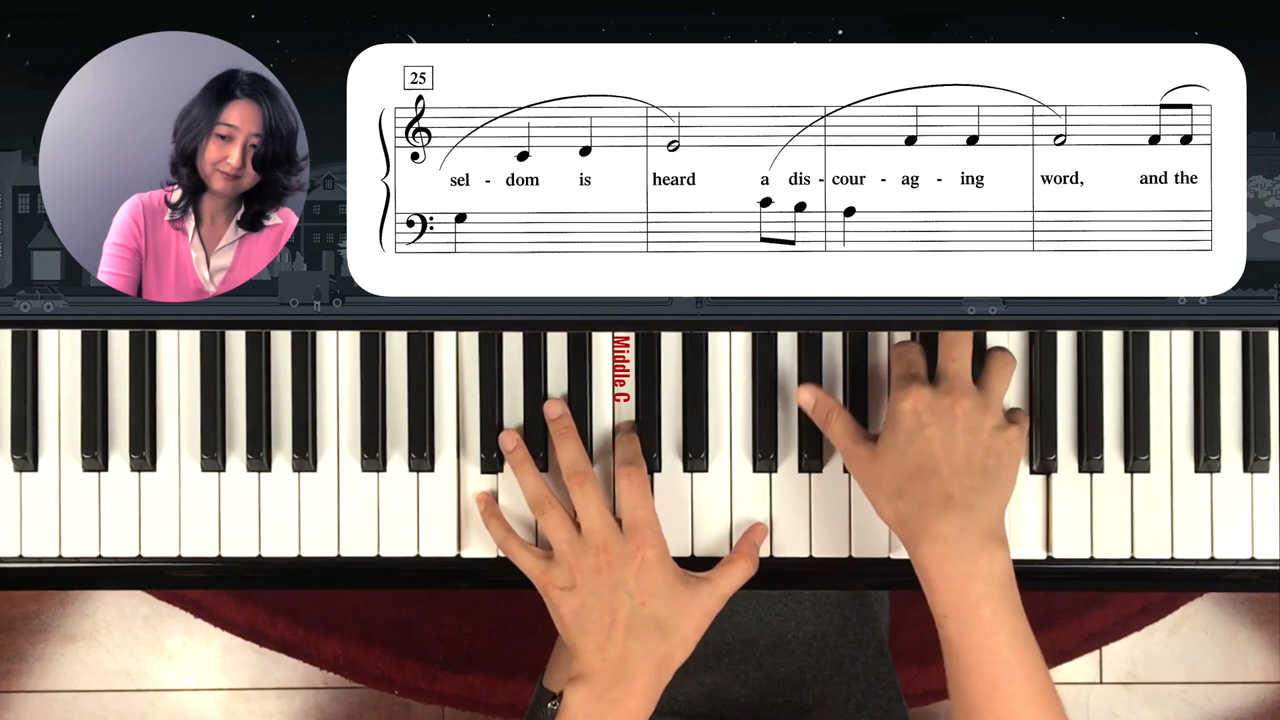 25
sel - dom is heard a dis - cour - ag - ing word, and the
Middle C